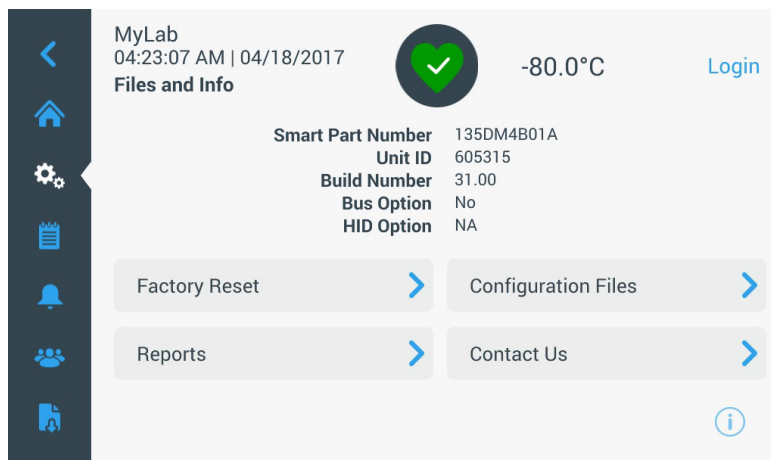 MyLab
04:23:07 AM | 04/18/2017
Files and Info
-80.0°C
Login
Smart Part Number 135DM4B01A
Unit ID 605315
Build Number 31.00
Bus Option No
HID Option NA
Factory Reset
Configuration Files
Reports
Contact Us
i